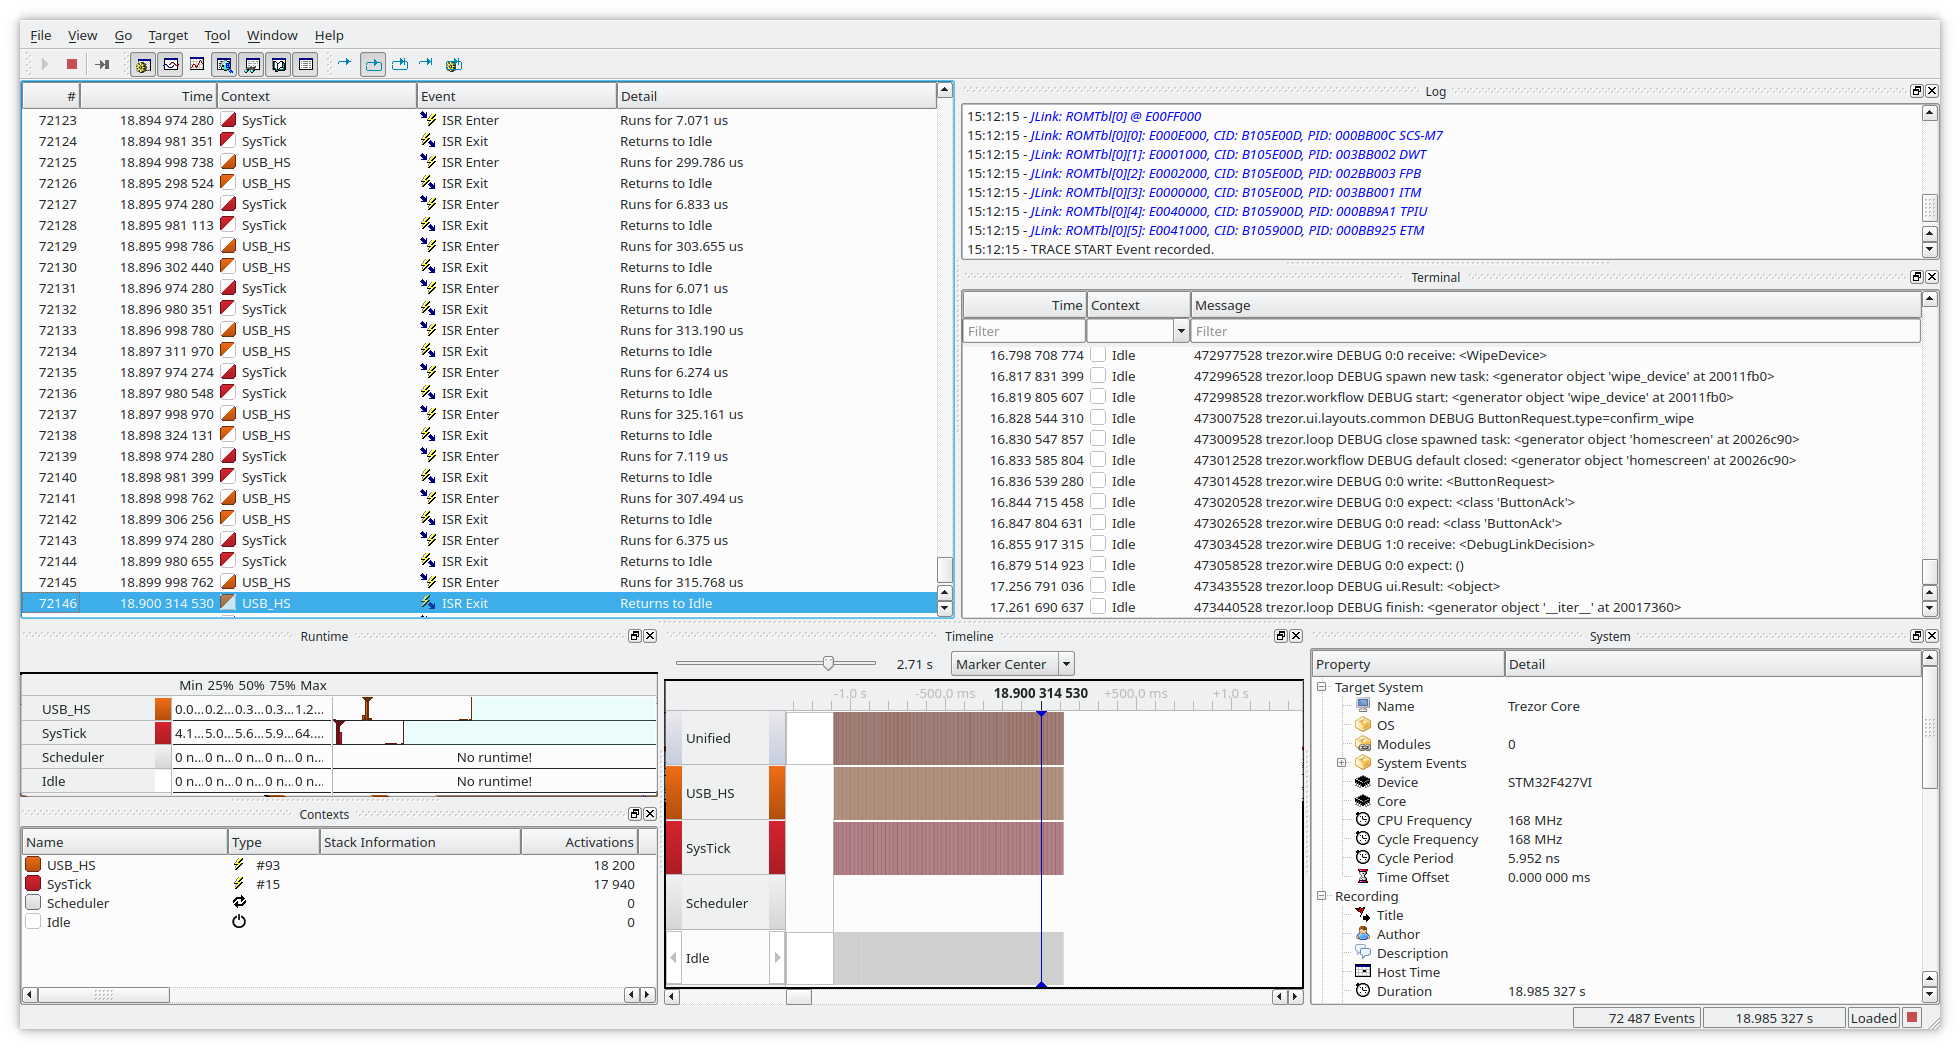 File View Go Target Tool Window Help
# Time Context Event Detail
72123 18.894 974 280 SysTick ISR Enter Runs for 7.071 us
72124 18.894 981 351 SysTick ISR Exit Returns to Idle
72125 18.894 998 738 USB_HS ISR Enter Runs for 299.786 us
72126 18.895 298 524 USB_HS ISR Exit Returns to Idle
72127 18.895 974 280 SysTick ISR Enter Runs for 6.833 us
72128 18.895 981 113 SysTick ISR Exit Returns to Idle
72129 18.895 998 786 USB_HS ISR Enter Runs for 303.655 us
72130 18.896 302 440 USB_HS ISR Exit Returns to Idle
72131 18.896 974 280 SysTick ISR Enter Runs for 6.071 us
72132 18.896 980 351 SysTick ISR Exit Returns to Idle
72133 18.896 998 780 USB_HS ISR Enter Runs for 313.190 us
72134 18.897 311 970 USB_HS ISR Exit Returns to Idle
72135 18.897 974 274 SysTick ISR Enter Runs for 6.274 us
72136 18.897 980 548 SysTick ISR Exit Returns to Idle
72137 18.897 998 970 USB_HS ISR Enter Runs for 325.161 us
72138 18.898 324 131 USB_HS ISR Exit Returns to Idle
72139 18.898 974 280 SysTick ISR Enter Runs for 7.119 us
72140 18.898 981 399 SysTick ISR Exit Returns to Idle
72141 18.898 998 762 USB_HS ISR Enter Runs for 307.494 us
72142 18.899 306 256 USB_HS ISR Exit Returns to Idle
72143 18.899 974 280 SysTick ISR Enter Runs for 6.375 us
72144 18.899 980 655 SysTick ISR Exit Returns to Idle
72145 18.899 998 762 USB_HS ISR Enter Runs for 315.768 us
72146 18.900 314 530 USB_HS ISR Exit Returns to Idle
Log
15:12:15 - JLink: ROMTbl[0] @ E00FF000
15:12:15 - JLink: ROMTbl[0][0]: E000E000, CID: B105E00D, PID: 000BB00C SCS-M7
15:12:15 - JLink: ROMTbl[0][1]: E0001000, CID: B105E00D, PID: 003BB002 DWT
15:12:15 - JLink: ROMTbl[0][2]: E0002000, CID: B105E00D, PID: 002BB003 FPB
15:12:15 - JLink: ROMTbl[0][3]: E0000000, CID: B105E00D, PID: 003BB001 ITM
15:12:15 - JLink: ROMTbl[0][4]: E0040000, CID: B105900D, PID: 000BB9A1 TPIU
15:12:15 - JLink: ROMTbl[0][5]: E0041000, CID: B105900D, PID: 000BB925 ETM
15:12:15 - TRACE START Event recorded.
Terminal
Time Context Message
Filter Filter
16.798 708 774 Idle 472977528 trezor.wire DEBUG 0:0 receive: <WipeDevice>
16.817 831 399 Idle 472996528 trezor.loop DEBUG spawn new task: <generator object 'wipe_device' at 20011fb0>
16.819 805 607 Idle 472998528 trezor.workflow DEBUG start: <generator object 'wipe_device' at 20011fb0>
16.828 544 310 Idle 473007528 trezor.ui.layouts.common DEBUG ButtonRequest.type=confirm_wipe
16.830 547 857 Idle 473009528 trezor.loop DEBUG close spawned task: <generator object 'homescreen' at 20026c90>
16.833 585 804 Idle 473012528 trezor.workflow DEBUG default closed: <generator object 'homescreen' at 20026c90>
16.836 539 280 Idle 473014528 trezor.wire DEBUG 0:0 write: <ButtonRequest>
16.844 715 458 Idle 473020528 trezor.wire DEBUG 0:0 expect: <class 'ButtonAck'>
16.847 804 631 Idle 473026528 trezor.wire DEBUG 0:0 read: <class 'ButtonAck'>
16.855 917 315 Idle 473034528 trezor.wire DEBUG 1:0 receive: <DebugLinkDecision>
16.879 514 923 Idle 473058528 trezor.wire DEBUG 0:0 expect: ()
17.256 791 036 Idle 473435528 trezor.loop DEBUG ui.Result: <object>
17.261 690 637 Idle 473440528 trezor.loop DEBUG finish: <generator object '__iter__' at 20017360>
Runtime
Min 25% 50% 75% Max
USB_HS 0.0...0.2...0.3...0.3...1.2...
SysTick 4.1...5.0...5.6...5.9...64....
Scheduler 0 n...0 n...0 n...0 n...0 n... No runtime!
Idle 0 n...0 n...0 n...0 n...0 n... No runtime!
Contexts
Name Type Stack Information Activations
USB_HS #93 18 200
SysTick #15 17 940
Scheduler 0
Idle 0
Timeline
2.71 s Marker Center
-1.0 s -500.0 ms 18.900 314 530 +500.0 ms +1.0 s
Unified
USB_HS
SysTick
Scheduler
Idle
System
Property Detail
Target System
Name Trezor Core
OS
Modules 0
System Events
Device STM32F427VI
Core
CPU Frequency 168 MHz
Cycle Frequency 168 MHz
Cycle Period 5.952 ns
Time Offset 0.000 000 ms
Recording
Title
Author
Description
Host Time
Duration 18.985 327 s
72 487 Events 18.985 327 s Loaded